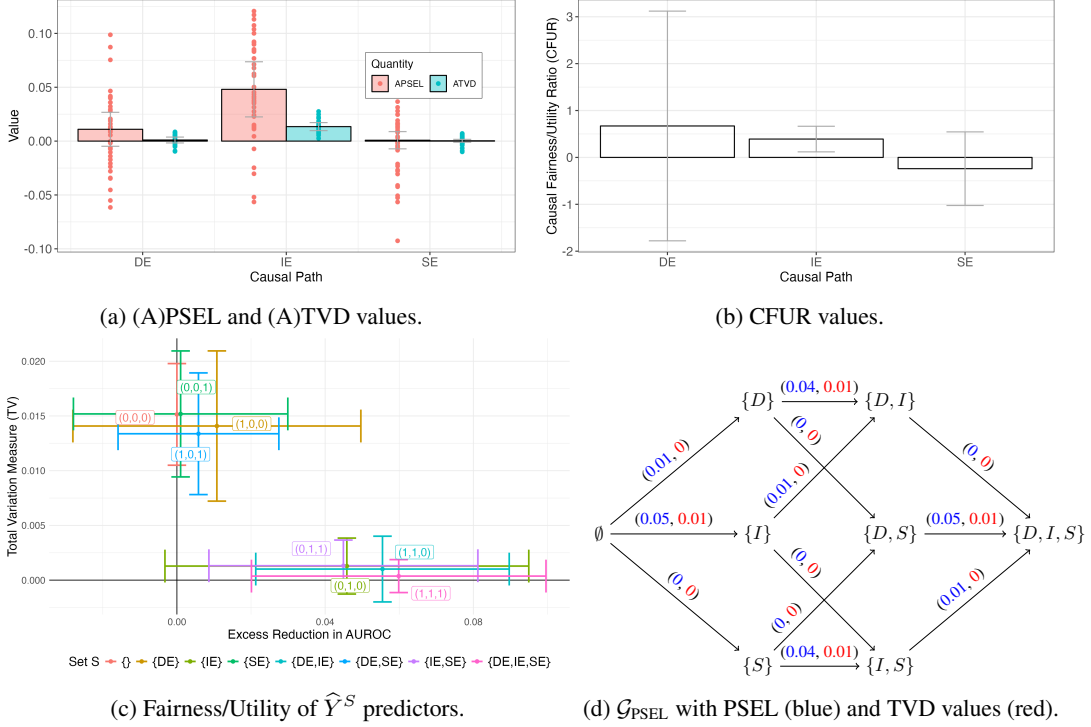 0.10
0.05
0.00
-0.05
-0.10
Value
Quantity
APSEL ATVD
DE IE SE
Causal Path
(a) (A)PSEL and (A)TVD values.
3
2
1
0
-1
-2
Causal Fairness/Utility Ratio (CFUR)
DE IE SE
Causal Path
(b) CFUR values.
0.020
0.015
0.010
0.005
0.000
Total Variation Measure (TV)
(0,0,1)
(0,0,0)
(1,0,0)
(1,0,1)
(0,1,1)
(1,1,0)
(0,1,0)
(1,1,1)
0.00 0.04 0.08
Excess Reduction in AUROC
Set S {} {DE} {IE} {SE} {DE,IE} {DE,SE} {IE,SE} {DE,IE,SE}
(c) Fairness/Utility of Ŷ^S predictors.
{D} (0.04, 0.01) {D, I}
(0.01, 0) (0, 0) (0.01, 0) (0, 0)
∅ (0.05, 0.01) {I} {D, S} (0.05, 0.01) {D, I, S}
(0, 0) (0, 0) (0, 0) (0.01, 0)
{S} (0.04, 0.01) {I, S}
(d) 𝒢_PSEL with PSEL (blue) and TVD values (red).